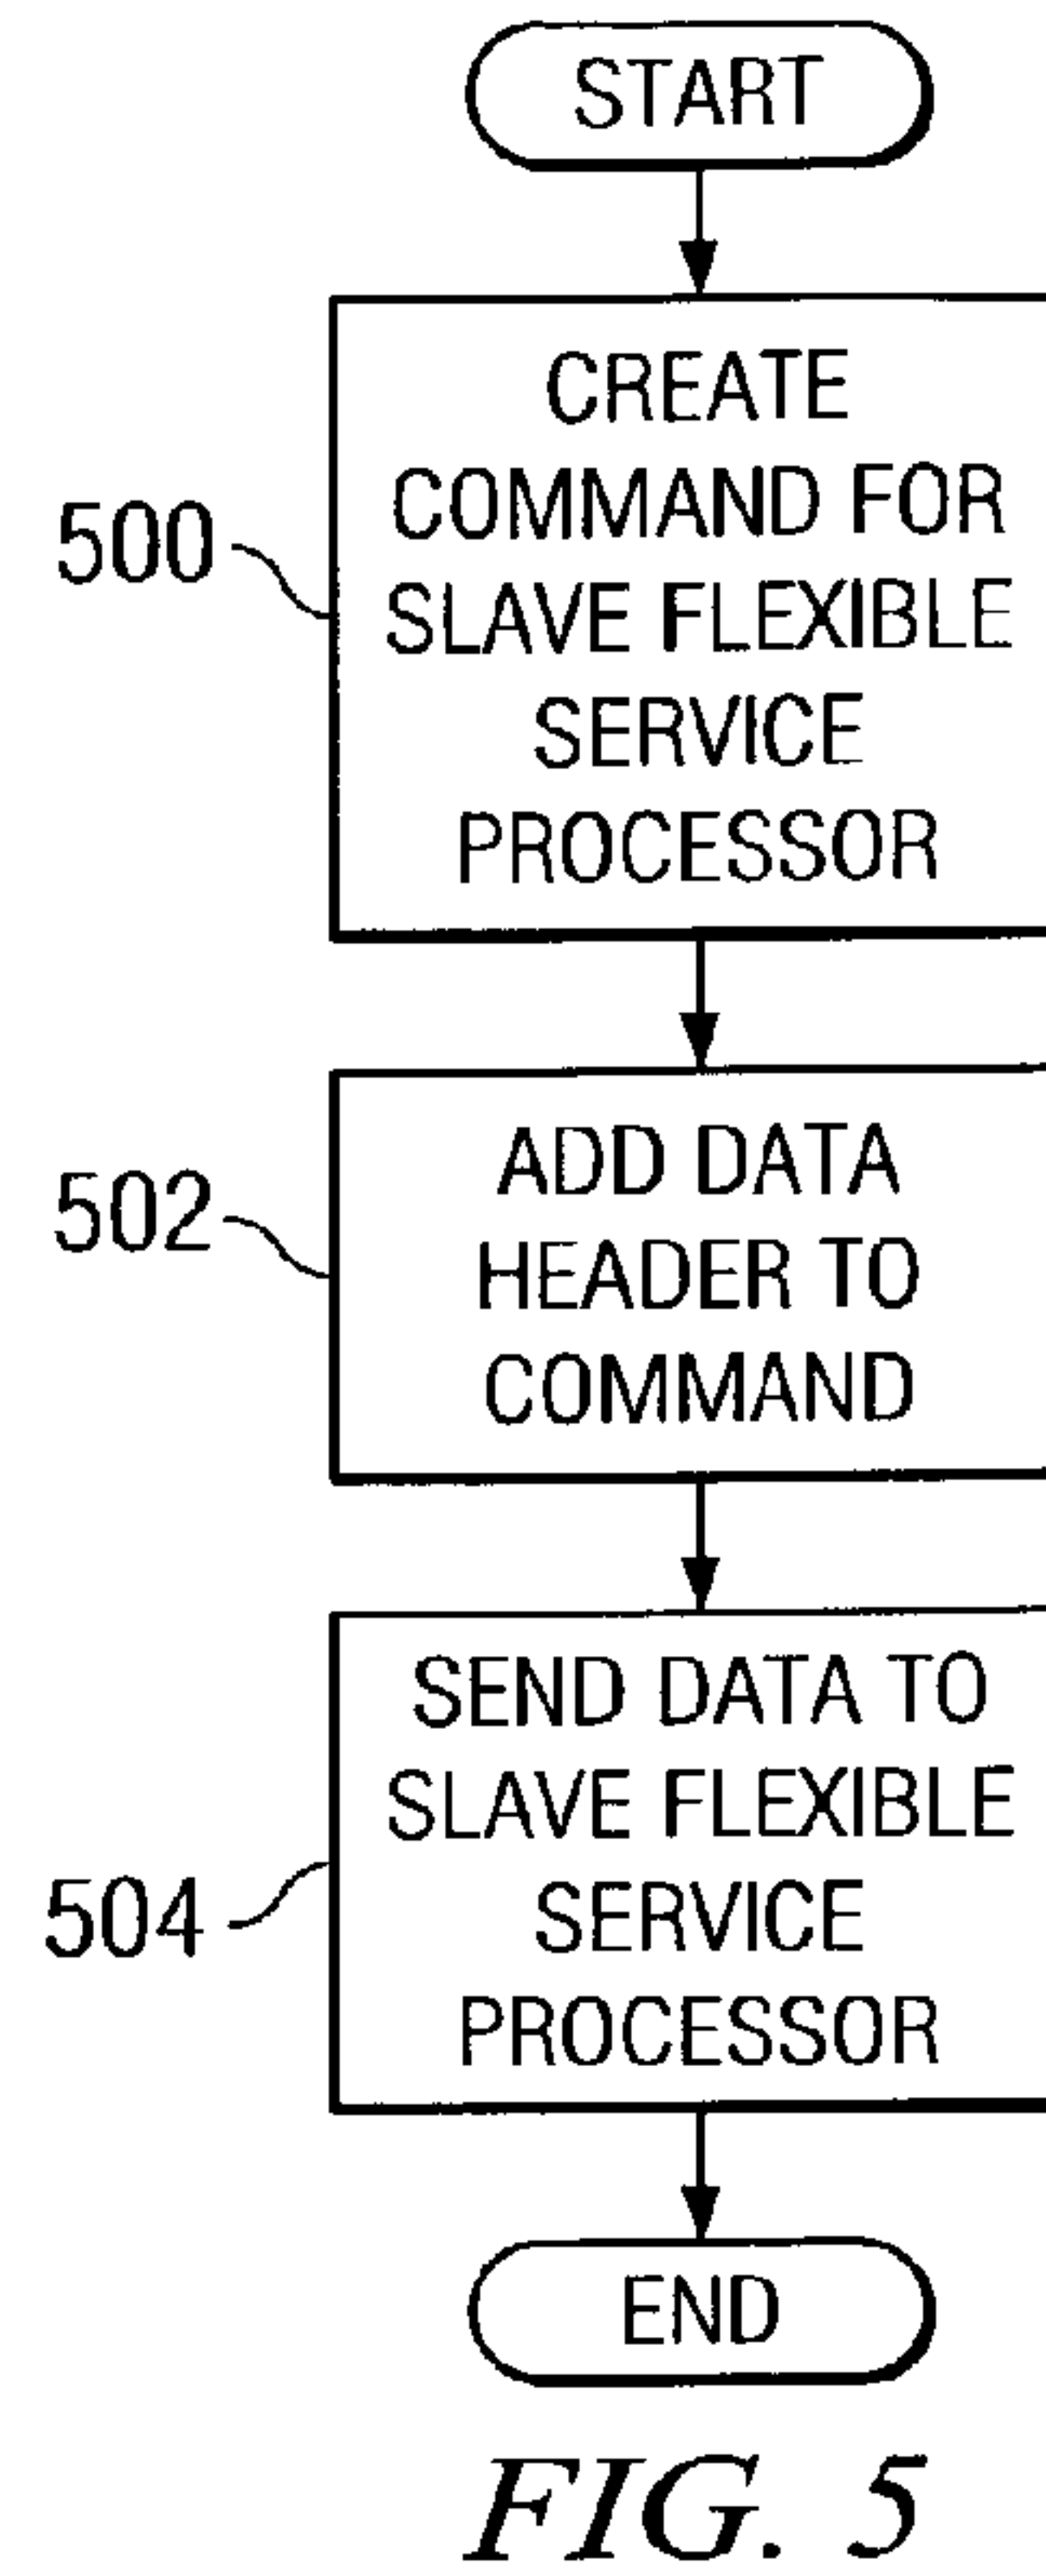 START
CREATE
COMMAND FOR
SLAVE FLEXIBLE
SERVICE
PROCESSOR
500
ADD DATA
HEADER TO
COMMAND
502
SEND DATA TO
SLAVE FLEXIBLE
SERVICE
PROCESSOR
504
END
FIG. 5